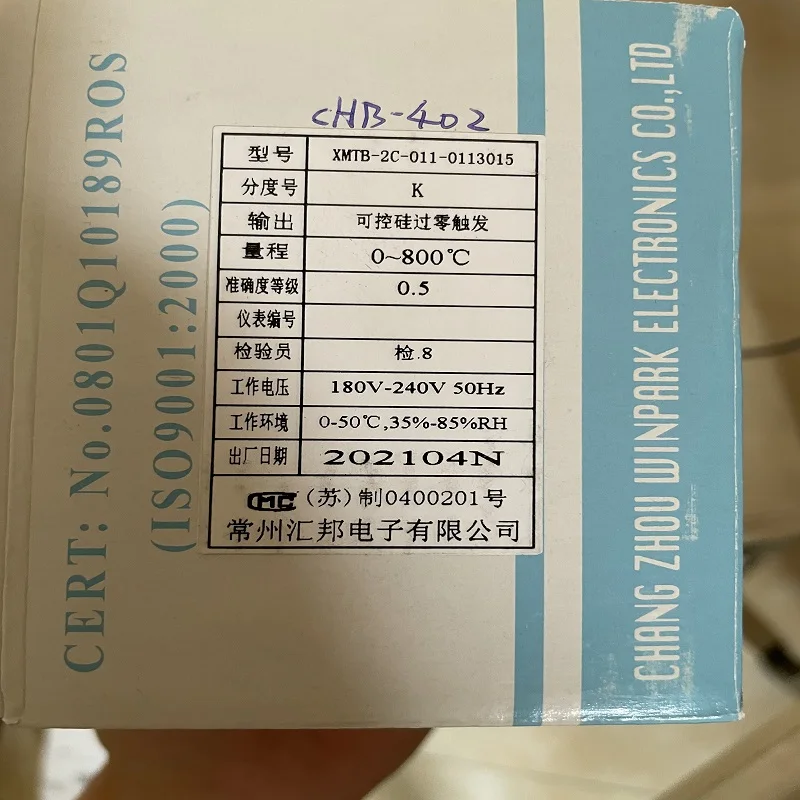 CHB-402
型号 XMTB-2C-011-0113015
分度号 K
输出 可控硅过零触发
量程 0~800℃
准确度等级 0.5
仪表编号
检验员 检.8
工作电压 180V-240V 50Hz
工作环境 0-50℃,35%-85%RH
出厂日期 202104N
CMC (苏)制0400201号
常州汇邦电子有限公司
CERT: No.0801Q10189ROS
(ISO9001:2000)
CHANG ZHOU WINPARK ELECTRONICS CO.,LTD